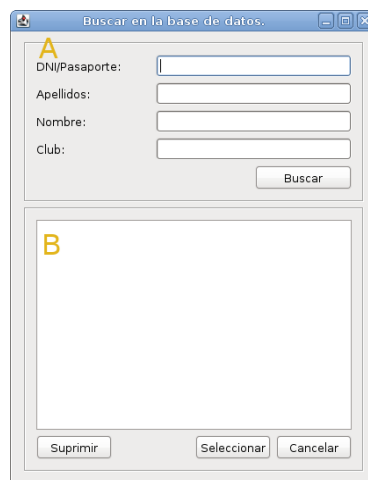 Buscar en la base de datos.
A
DNI/Pasaporte:
Apellidos:
Nombre:
Club:
Buscar
B
Suprimir Seleccionar Cancelar